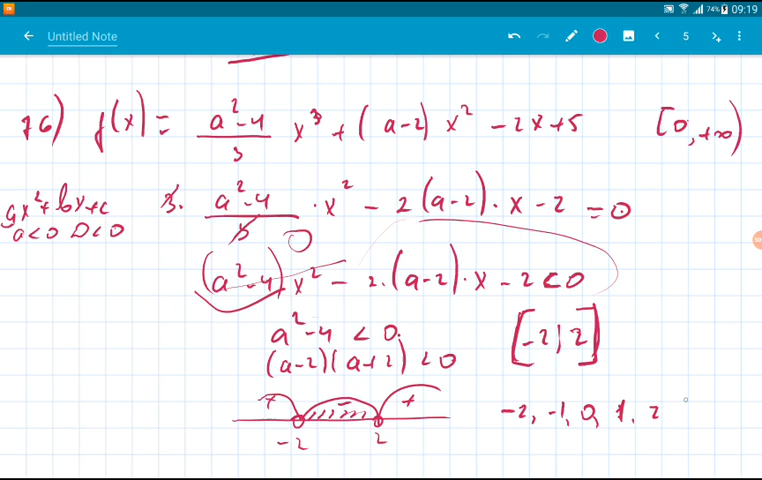 74% 09:19
Untitled Note 5
76) f(x) = a²-4/3 x³ + (a-2) x² - 2x+5 [0, +∞)
ax²+bx+c
a<0 D<0
3. a²-4/3 · x² - 2(a-2)·x - 2 = 0
(a²-4)x² - 2·(a-2)·x - 2 < 0
a²-4 < 0
(a-2)(a+2) < 0
[-2; 2]
+ - +
-2 2
-2, -1, 0, 1, 2